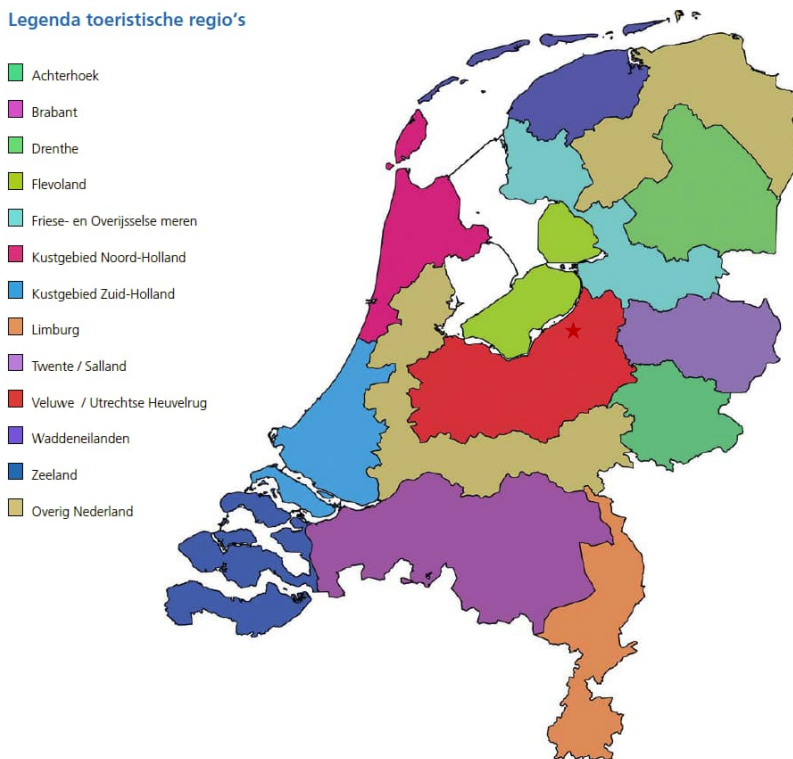 Legenda toeristische regio’s
Achterhoek
Brabant
Drenthe
Flevoland
Friese- en Overijsselse meren
Kustgebied Noord-Holland
Kustgebied Zuid-Holland
Limburg
Twente / Salland
Veluwe / Utrechtse Heuvelrug
Waddeneilanden
Zeeland
Overig Nederland